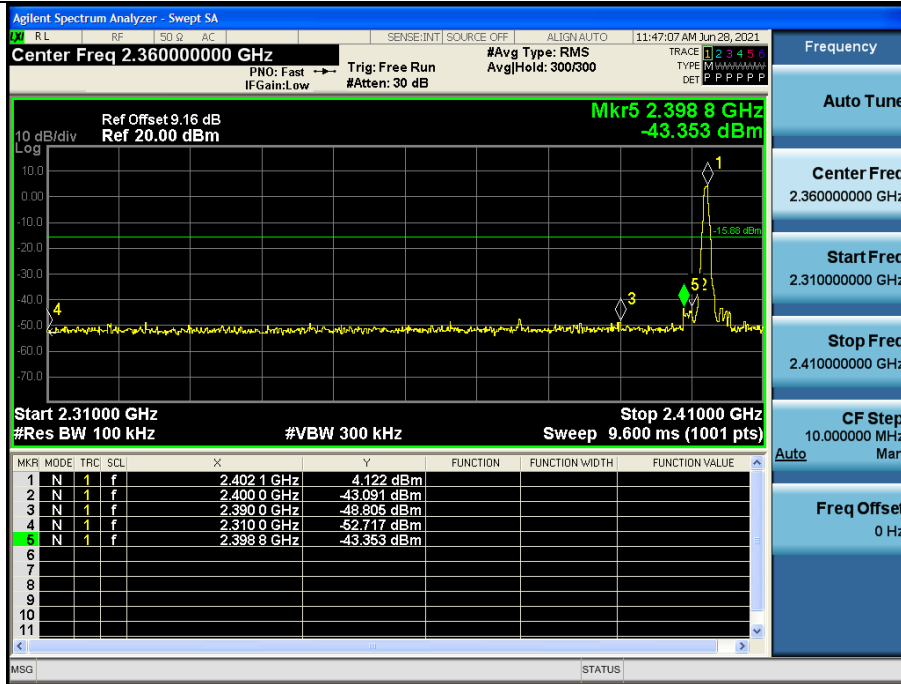 Agilent Spectrum Analyzer - Swept SA
LXI RL RF 50 Ω AC SENSE:INT SOURCE OFF ALIGN AUTO 11:47:07 AM Jun 28, 2021
Center Freq 2.360000000 GHz
#Avg Type: RMS
TRACE 1 2 3 4 5 6
PNO: Fast
Trig: Free Run
Avg|Hold: 300/300
TYPE M WWWWW
IFGain:Low
#Atten: 30 dB
DET P P P P P P
Mkr5 2.398 8 GHz
-43.353 dBm
Ref Offset 9.16 dB
10 dB/div Ref 20.00 dBm
Log
10.0
0.00
-10.0
-20.0
-30.0
-40.0
-50.0
-60.0
-70.0
1
-15.88 dBm
5 2
3
4
Start 2.31000 GHz
Stop 2.41000 GHz
#Res BW 100 kHz
#VBW 300 kHz
Sweep 9.600 ms (1001 pts)
MKR MODE TRC SCL X Y FUNCTION FUNCTION WIDTH FUNCTION VALUE
1 N 1 f 2.402 1 GHz 4.122 dBm
2 N 1 f 2.400 0 GHz -43.091 dBm
3 N 1 f 2.390 0 GHz -48.805 dBm
4 N 1 f 2.310 0 GHz -52.717 dBm
5 N 1 f 2.398 8 GHz -43.353 dBm
6
7
8
9
10
11
MSG
STATUS
Frequency
Auto Tune
Center Freq
2.360000000 GHz
Start Freq
2.310000000 GHz
Stop Freq
2.410000000 GHz
CF Step
10.000000 MHz
Auto Man
Freq Offset
0 Hz